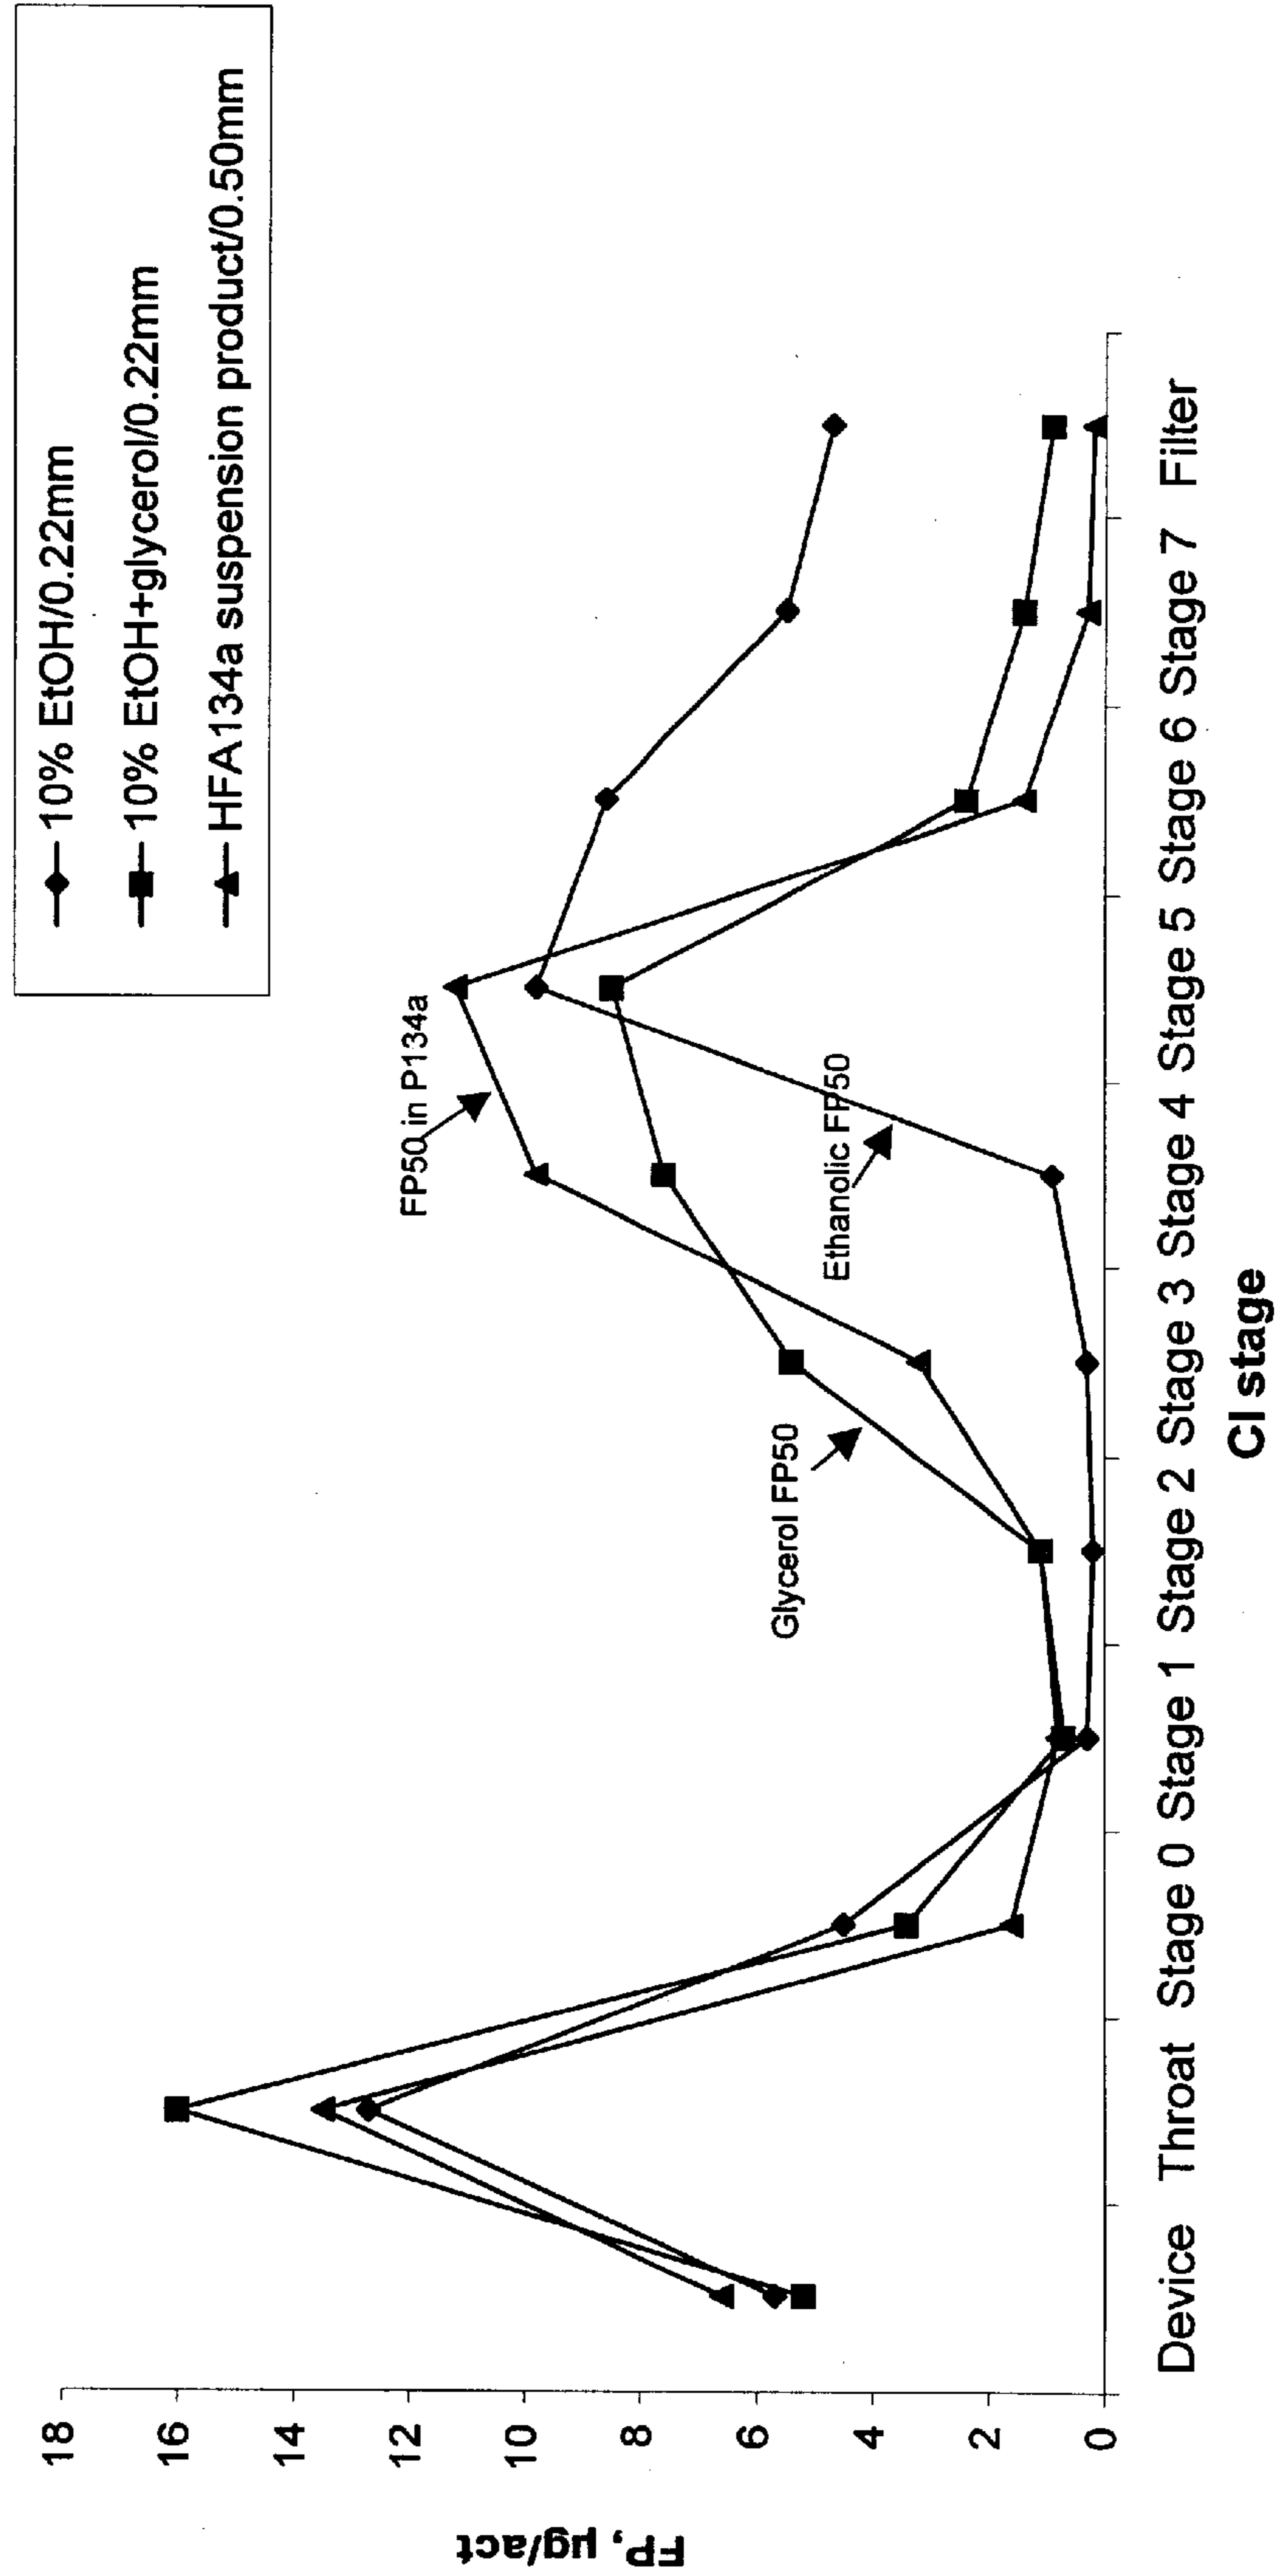 10% EtOH/0.22mm
10% EtOH+glycerol/0.22mm
HFA134a suspension product/0.50mm
FP, µg/act
18
16
14
12
10
8
6
4
2
0
FP50 in P134a
Glycerol FP50
Ethanolic FP50
Device Throat Stage 0 Stage 1 Stage 2 Stage 3 Stage 4 Stage 5 Stage 6 Stage 7 Filter
CI stage